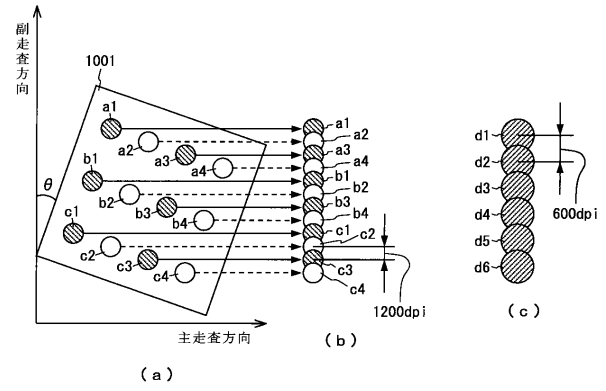 副走査方向
1001
θ
a1
a2
a3
a4
b1
b2
b3
b4
c1
c2
c3
c4
主走査方向
(a)
a1
a2
a3
a4
b1
b2
b3
b4
c1
c2
c3
c4
1200dpi
(b)
d1
d2
d3
d4
d5
d6
600dpi
(c)